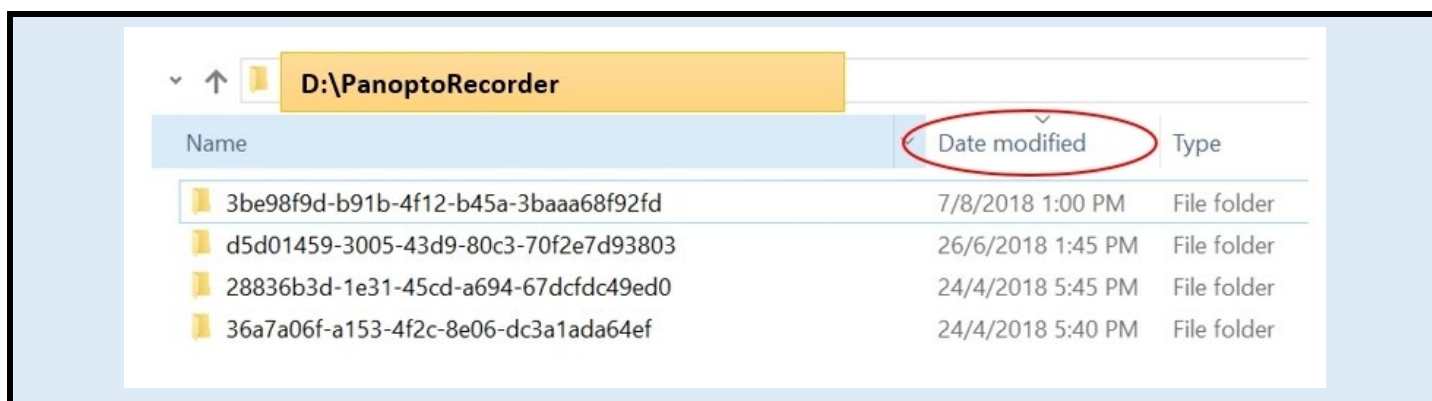 D:\PanoptoRecorder
Name Date modified Type
3be98f9d-b91b-4f12-b45a-3baaa68f92fd 7/8/2018 1:00 PM File folder
d5d01459-3005-43d9-80c3-70f2e7d93803 26/6/2018 1:45 PM File folder
28836b3d-1e31-45cd-a694-67dcfdc49ed0 24/4/2018 5:45 PM File folder
36a7a06f-a153-4f2c-8e06-dc3a1ada64ef 24/4/2018 5:40 PM File folder